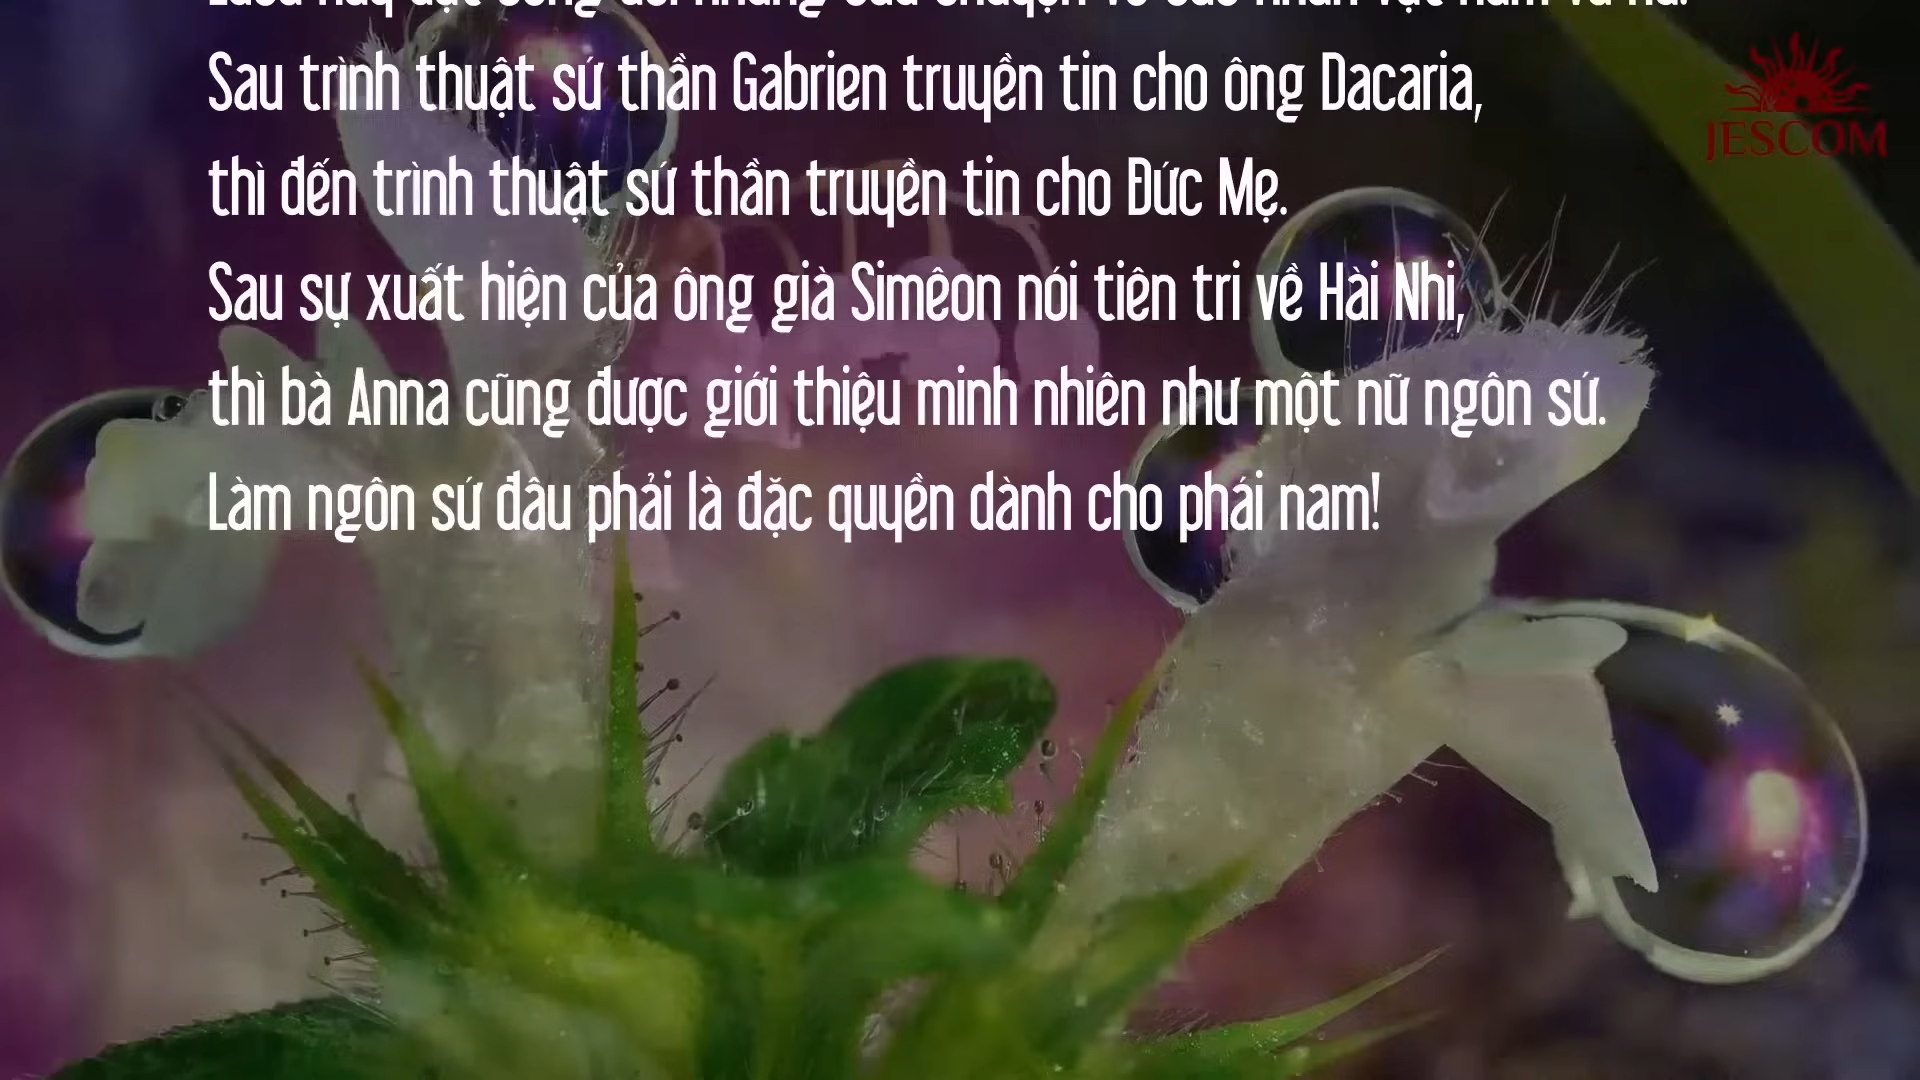 Sau trình thuật sứ thần Gabrien truyền tin cho ông Dacaria,
thì đến trình thuật sứ thần truyền tin cho Đức Mẹ.
Sau sự xuất hiện của ông già Simêon nói tiên tri về Hài Nhi,
thì bà Anna cũng được giới thiệu minh nhiên như một nữ ngôn sứ.
Làm ngôn sứ đâu phải là đặc quyền dành cho phái nam!
JESCOM